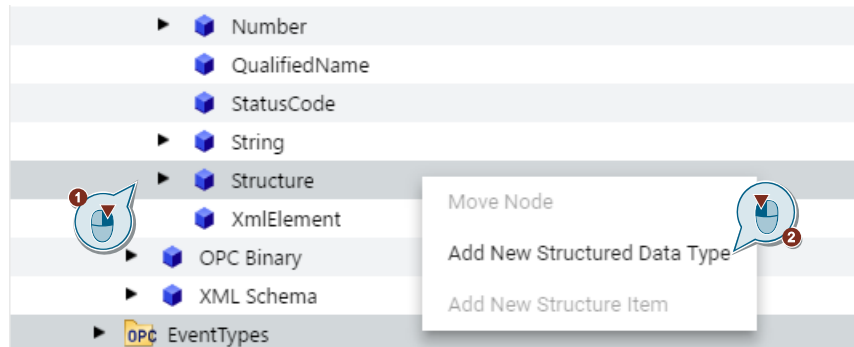 Number
QualifiedName
StatusCode
String
Structure
Move Node
1
XmlElement
2
OPC Binary
Add New Structured Data Type
XML Schema
Add New Structure Item
OPC EventTypes